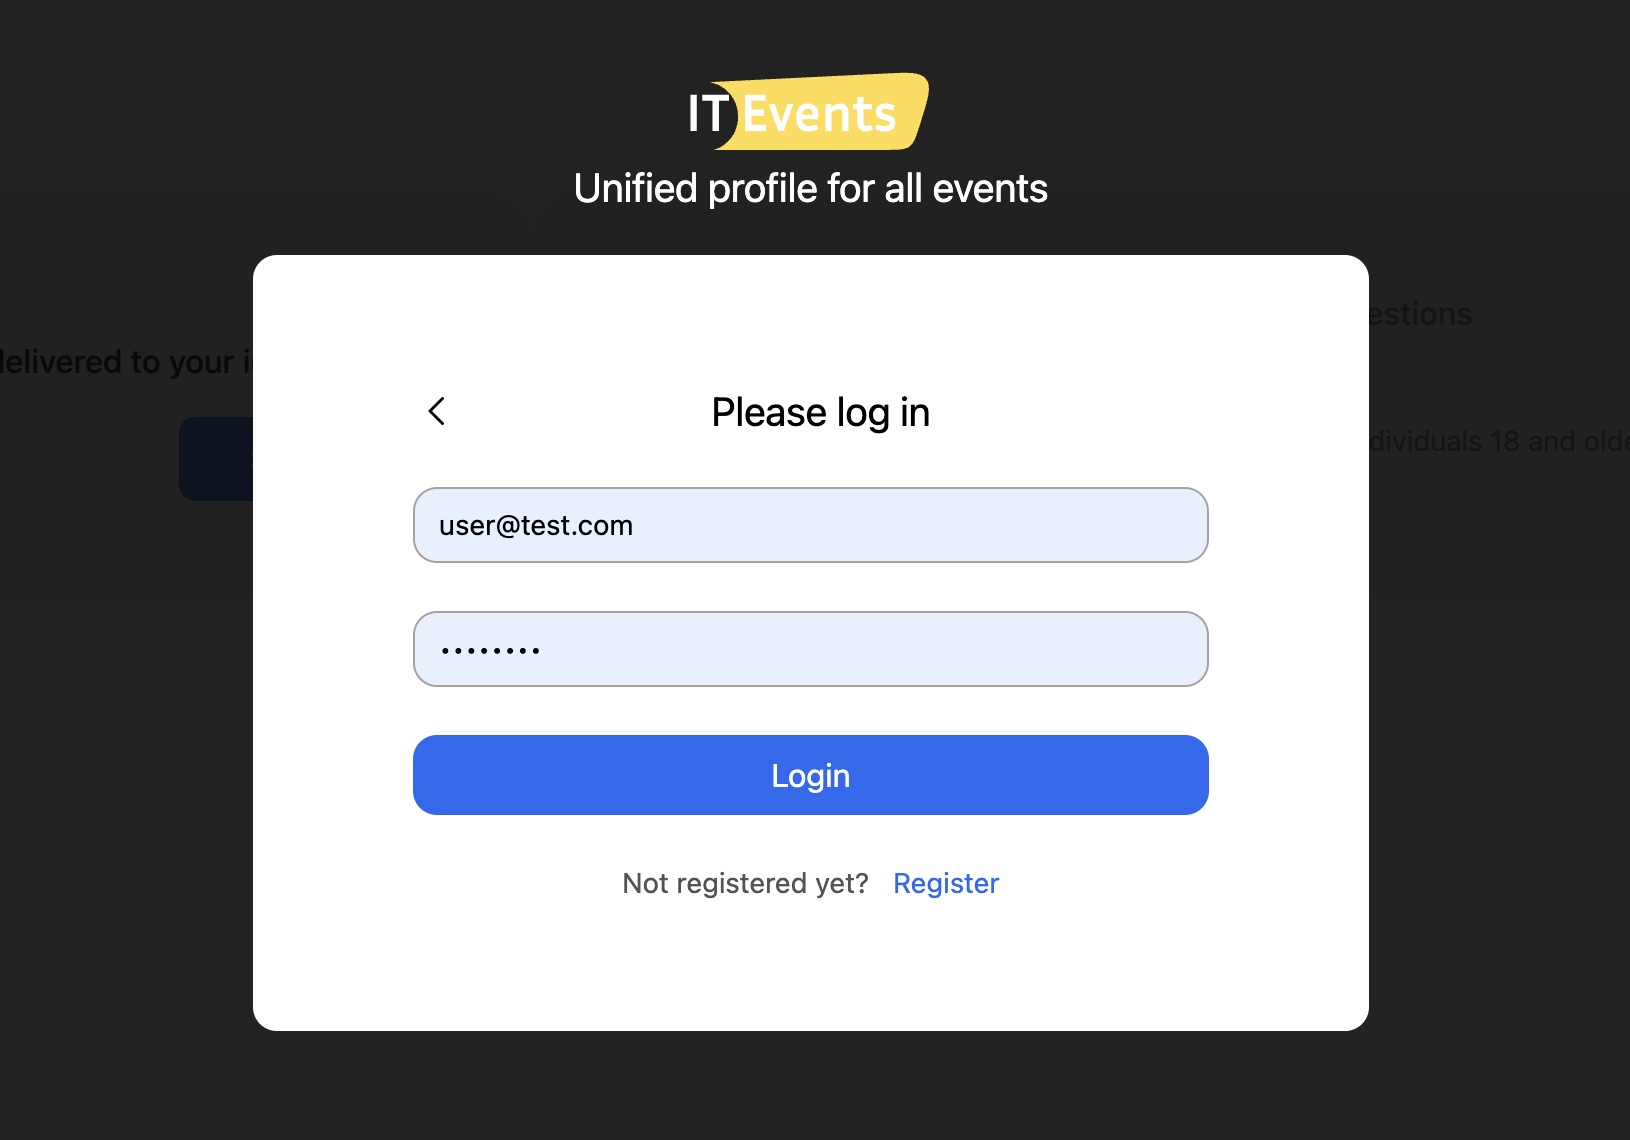 IT Events
Unified profile for all events
estions
delivered to your i
Please log in
dividuals 18 and olde
user@test.com
••••••••
Login
Not registered yet? Register